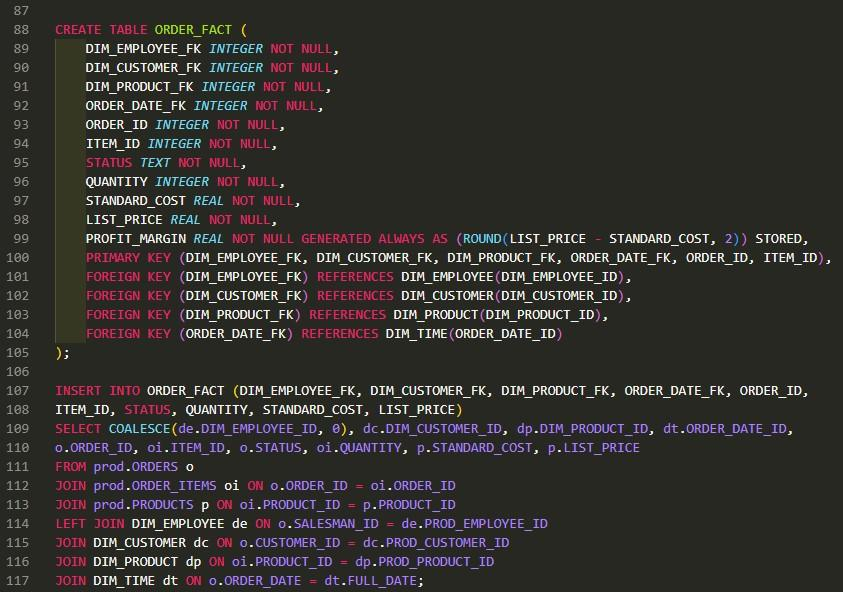 87
88 CREATE TABLE ORDER_FACT (
89 DIM_EMPLOYEE_FK INTEGER NOT NULL,
90 DIM_CUSTOMER_FK INTEGER NOT NULL,
91 DIM_PRODUCT_FK INTEGER NOT NULL,
92 ORDER_DATE_FK INTEGER NOT NULL,
93 ORDER_ID INTEGER NOT NULL,
94 ITEM_ID INTEGER NOT NULL,
95 STATUS TEXT NOT NULL,
96 QUANTITY INTEGER NOT NULL,
97 STANDARD_COST REAL NOT NULL,
98 LIST_PRICE REAL NOT NULL,
99 PROFIT_MARGIN REAL NOT NULL GENERATED ALWAYS AS (ROUND(LIST_PRICE - STANDARD_COST, 2)) STORED,
100 PRIMARY KEY (DIM_EMPLOYEE_FK, DIM_CUSTOMER_FK, DIM_PRODUCT_FK, ORDER_DATE_FK, ORDER_ID, ITEM_ID),
101 FOREIGN KEY (DIM_EMPLOYEE_FK) REFERENCES DIM_EMPLOYEE(DIM_EMPLOYEE_ID),
102 FOREIGN KEY (DIM_CUSTOMER_FK) REFERENCES DIM_CUSTOMER(DIM_CUSTOMER_ID),
103 FOREIGN KEY (DIM_PRODUCT_FK) REFERENCES DIM_PRODUCT(DIM_PRODUCT_ID),
104 FOREIGN KEY (ORDER_DATE_FK) REFERENCES DIM_TIME(ORDER_DATE_ID)
105 );
106
107 INSERT INTO ORDER_FACT (DIM_EMPLOYEE_FK, DIM_CUSTOMER_FK, DIM_PRODUCT_FK, ORDER_DATE_FK, ORDER_ID,
108 ITEM_ID, STATUS, QUANTITY, STANDARD_COST, LIST_PRICE)
109 SELECT COALESCE(de.DIM_EMPLOYEE_ID, 0), dc.DIM_CUSTOMER_ID, dp.DIM_PRODUCT_ID, dt.ORDER_DATE_ID,
110 o.ORDER_ID, oi.ITEM_ID, o.STATUS, oi.QUANTITY, p.STANDARD_COST, p.LIST_PRICE
111 FROM prod.ORDERS o
112 JOIN prod.ORDER_ITEMS oi ON o.ORDER_ID = oi.ORDER_ID
113 JOIN prod.PRODUCTS p ON oi.PRODUCT_ID = p.PRODUCT_ID
114 LEFT JOIN DIM_EMPLOYEE de ON o.SALESMAN_ID = de.PROD_EMPLOYEE_ID
115 JOIN DIM_CUSTOMER dc ON o.CUSTOMER_ID = dc.PROD_CUSTOMER_ID
116 JOIN DIM_PRODUCT dp ON oi.PRODUCT_ID = dp.PROD_PRODUCT_ID
117 JOIN DIM_TIME dt ON o.ORDER_DATE = dt.FULL_DATE;